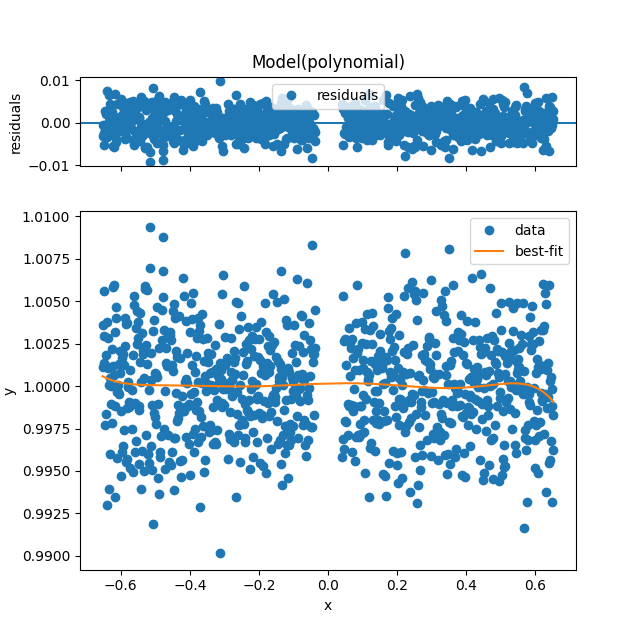 Model(polynomial)
0.01
0.00
−0.01
residuals
residuals
1.0100
1.0075
1.0050
1.0025
1.0000
0.9975
0.9950
0.9925
0.9900
y
data
best-fit
−0.6 −0.4 −0.2 0.0 0.2 0.4 0.6
x